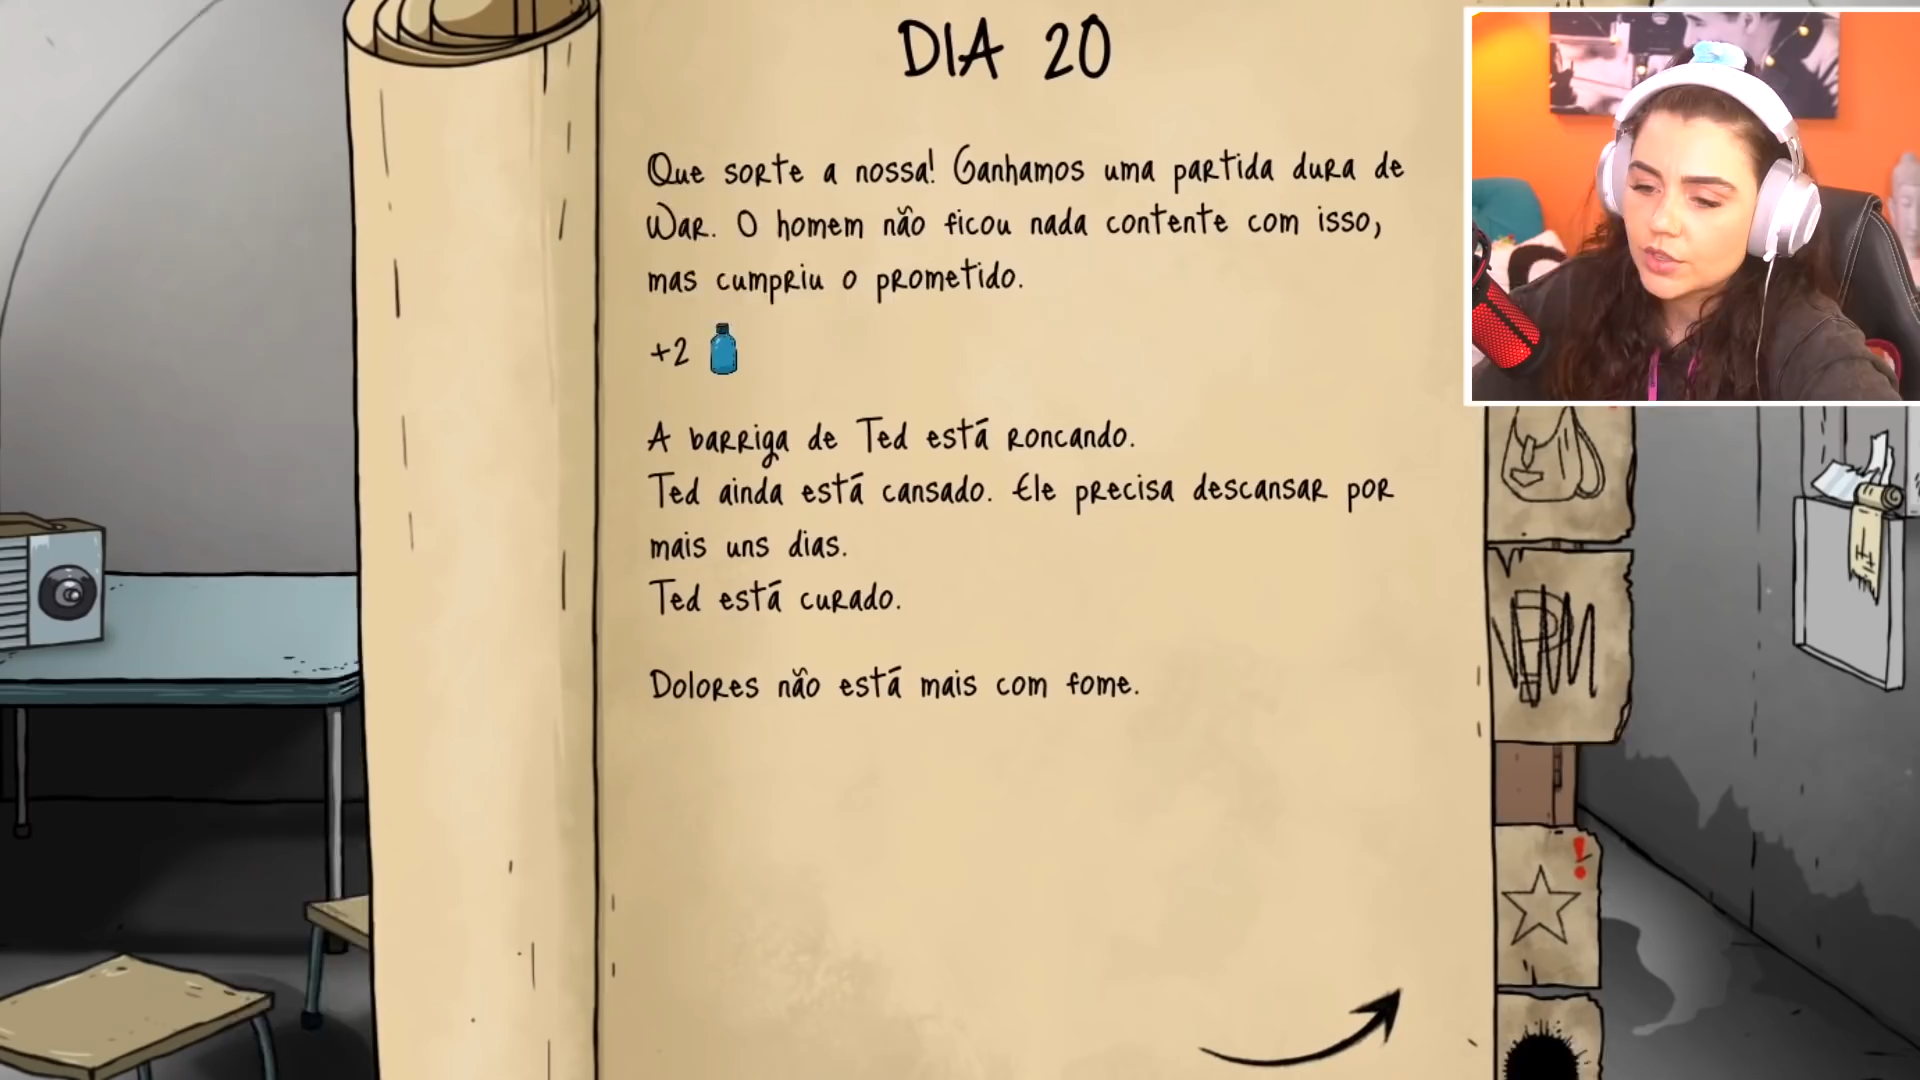 DIA 20
Que sorte a nossa! Ganhamos uma partida dura de
War. O homem não ficou nada contente com isso,
mas cumpriu o prometido.
+2
A barriga de Ted está roncando.
Ted ainda está cansado. Ele precisa descansar por
mais uns dias.
Ted está curado.
Dolores não está mais com fome.
!